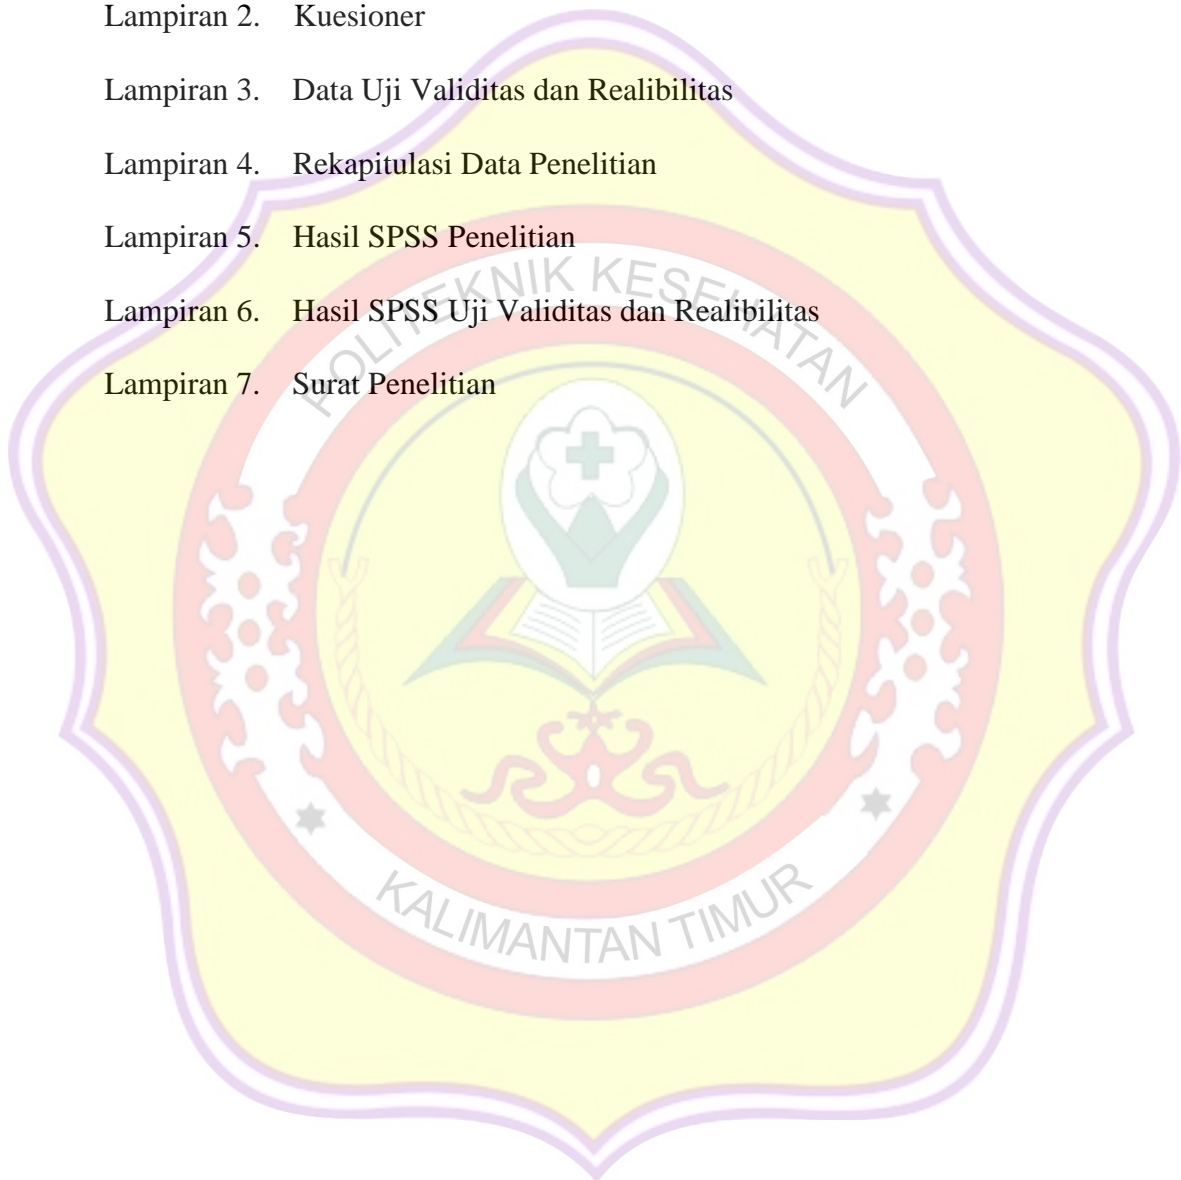 Lampiran 2. Kuesioner
Lampiran 3. Data Uji Validitas dan Realibilitas
Lampiran 4. Rekapitulasi Data Penelitian
Lampiran 5. Hasil SPSS Penelitian
Lampiran 6. Hasil SPSS Uji Validitas dan Realibilitas
Lampiran 7. Surat Penelitian
POLITEKNIK KESEHATAN
KALIMANTAN TIMUR